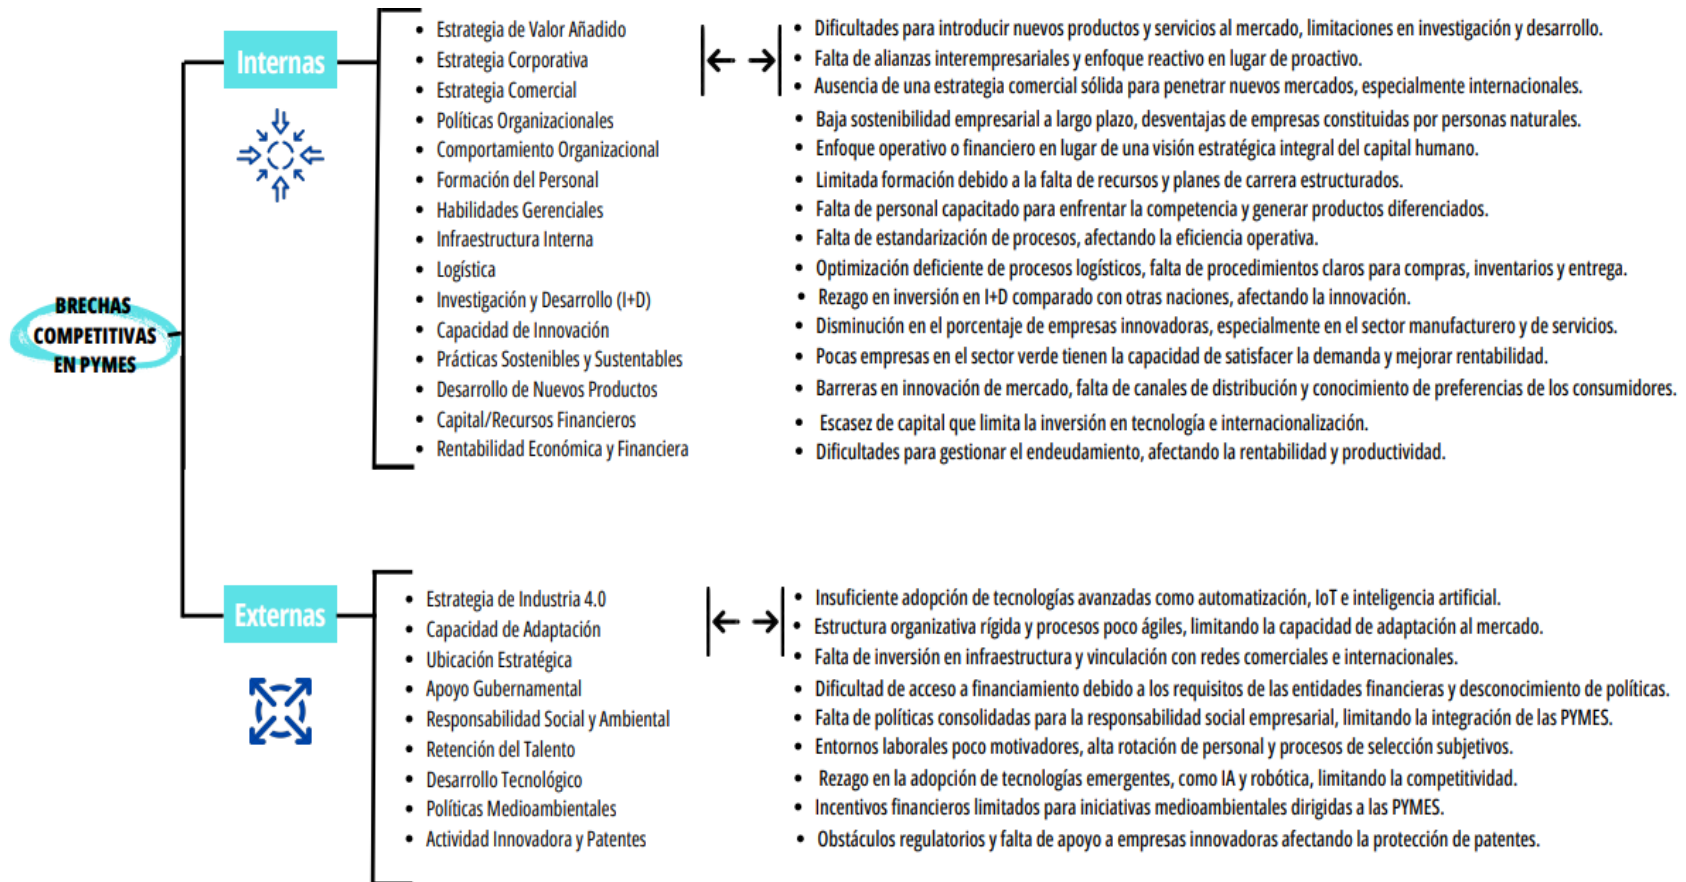 BRECHAS
COMPETITIVAS
EN PYMES
Internas
• Estrategia de Valor Añadido
• Estrategia Corporativa
• Estrategia Comercial
• Políticas Organizacionales
• Comportamiento Organizacional
• Formación del Personal
• Habilidades Gerenciales
• Infraestructura Interna
• Logística
• Investigación y Desarrollo (I+D)
• Capacidad de Innovación
• Prácticas Sostenibles y Sustentables
• Desarrollo de Nuevos Productos
• Capital/Recursos Financieros
• Rentabilidad Económica y Financiera
• Dificultades para introducir nuevos productos y servicios al mercado, limitaciones en investigación y desarrollo.
• Falta de alianzas interempresariales y enfoque reactivo en lugar de proactivo.
• Ausencia de una estrategia comercial sólida para penetrar nuevos mercados, especialmente internacionales.
• Baja sostenibilidad empresarial a largo plazo, desventajas de empresas constituidas por personas naturales.
• Enfoque operativo o financiero en lugar de una visión estratégica integral del capital humano.
• Limitada formación debido a la falta de recursos y planes de carrera estructurados.
• Falta de personal capacitado para enfrentar la competencia y generar productos diferenciados.
• Falta de estandarización de procesos, afectando la eficiencia operativa.
• Optimización deficiente de procesos logísticos, falta de procedimientos claros para compras, inventarios y entrega.
• Rezago en inversión en I+D comparado con otras naciones, afectando la innovación.
• Disminución en el porcentaje de empresas innovadoras, especialmente en el sector manufacturero y de servicios.
• Pocas empresas en el sector verde tienen la capacidad de satisfacer la demanda y mejorar rentabilidad.
• Barreras en innovación de mercado, falta de canales de distribución y conocimiento de preferencias de los consumidores.
• Escasez de capital que limita la inversión en tecnología e internacionalización.
• Dificultades para gestionar el endeudamiento, afectando la rentabilidad y productividad.
Externas
• Estrategia de Industria 4.0
• Capacidad de Adaptación
• Ubicación Estratégica
• Apoyo Gubernamental
• Responsabilidad Social y Ambiental
• Retención del Talento
• Desarrollo Tecnológico
• Políticas Medioambientales
• Actividad Innovadora y Patentes
• Insuficiente adopción de tecnologías avanzadas como automatización, IoT e inteligencia artificial.
• Estructura organizativa rígida y procesos poco ágiles, limitando la capacidad de adaptación al mercado.
• Falta de inversión en infraestructura y vinculación con redes comerciales e internacionales.
• Dificultad de acceso a financiamiento debido a los requisitos de las entidades financieras y desconocimiento de políticas.
• Falta de políticas consolidadas para la responsabilidad social empresarial, limitando la integración de las PYMES.
• Entornos laborales poco motivadores, alta rotación de personal y procesos de selección subjetivos.
• Rezago en la adopción de tecnologías emergentes, como IA y robótica, limitando la competitividad.
• Incentivos financieros limitados para iniciativas medioambientales dirigidas a las PYMES.
• Obstáculos regulatorios y falta de apoyo a empresas innovadoras afectando la protección de patentes.